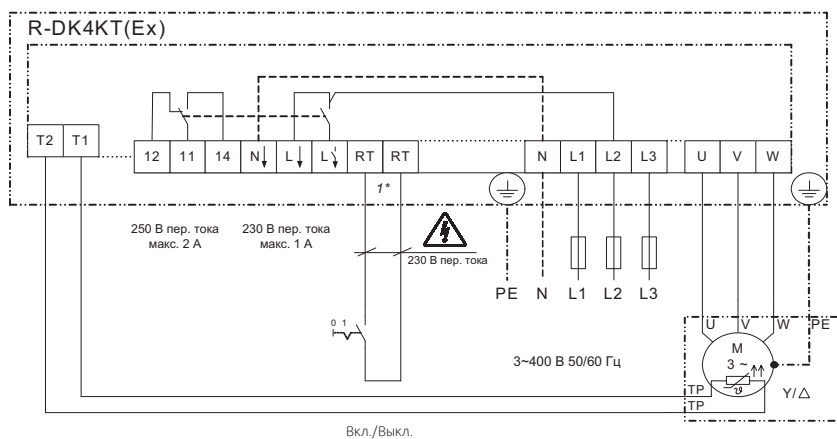 R-DK4KT(Ex)
T2 T1
12 11 14 N L L RT RT N L1 L2 L3 U V W
1*
250 В пер. тока
макс. 2 А
230 В пер. тока
макс. 1 А
230 В пер. тока
PE N L1 L2 L3
0 1
3~400 В 50/60 Гц
U V W PE
M
3 ~
ϑ
TP
TP
Y/△
Вкл./Выкл.